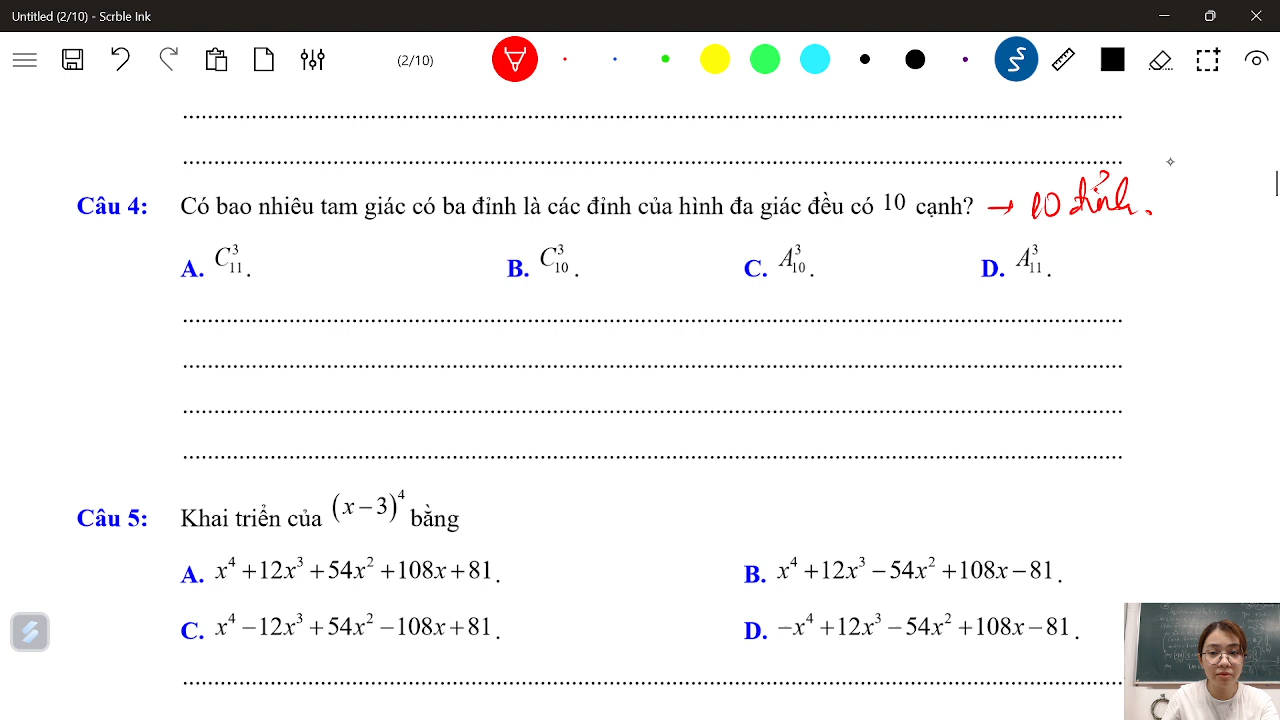 Untitled (2/10) - Scrble Ink
(2/10)
Câu 4: Có bao nhiêu tam giác có ba đỉnh là các đỉnh của hình đa giác đều có 10 cạnh? → 10 đỉnh.
A. C³₁₁. B. C³₁₀. C. A³₁₀. D. A³₁₁.
Câu 5: Khai triển của (x−3)⁴ bằng
A. x⁴+12x³+54x²+108x+81. B. x⁴+12x³−54x²+108x−81.
C. x⁴−12x³+54x²−108x+81. D. −x⁴+12x³−54x²+108x−81.